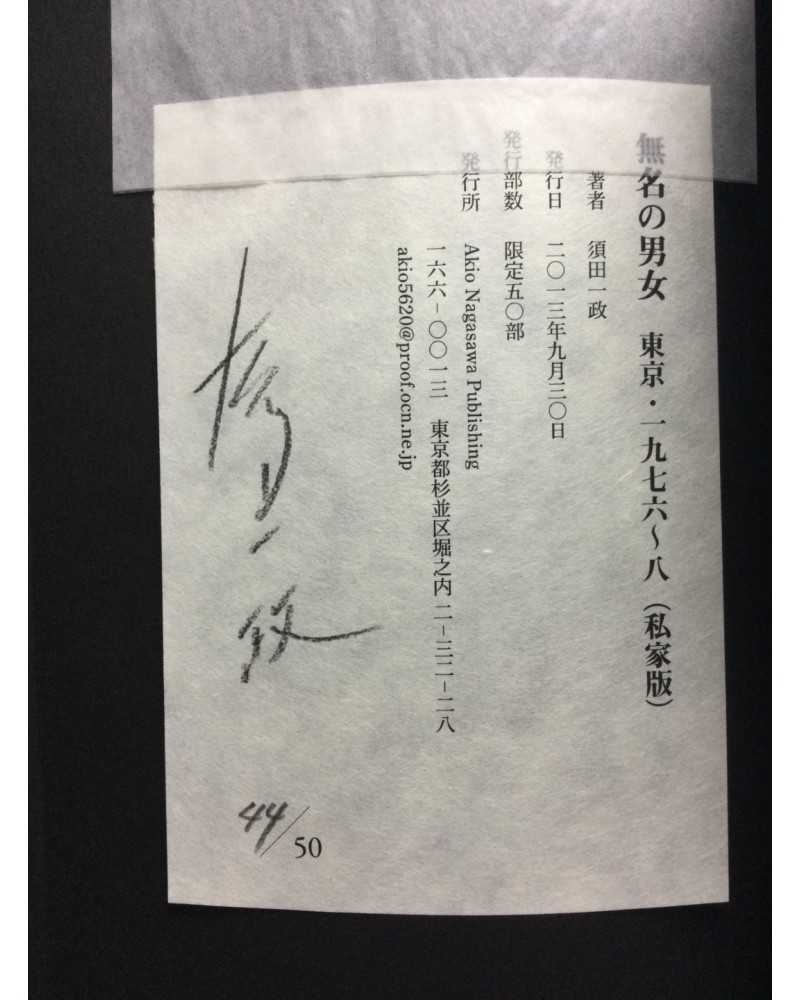 無名の男女 東京・一九七六〜八（私家版）
著者 須田一政
発行日 二〇一三年九月三〇日
発行部数 限定五〇部
発行所 Akio Nagasawa Publishing
一六六－〇〇一三 東京都杉並区堀之内 二－三二－二八
akio5620@proof.ocn.ne.jp
須田一政
44/50